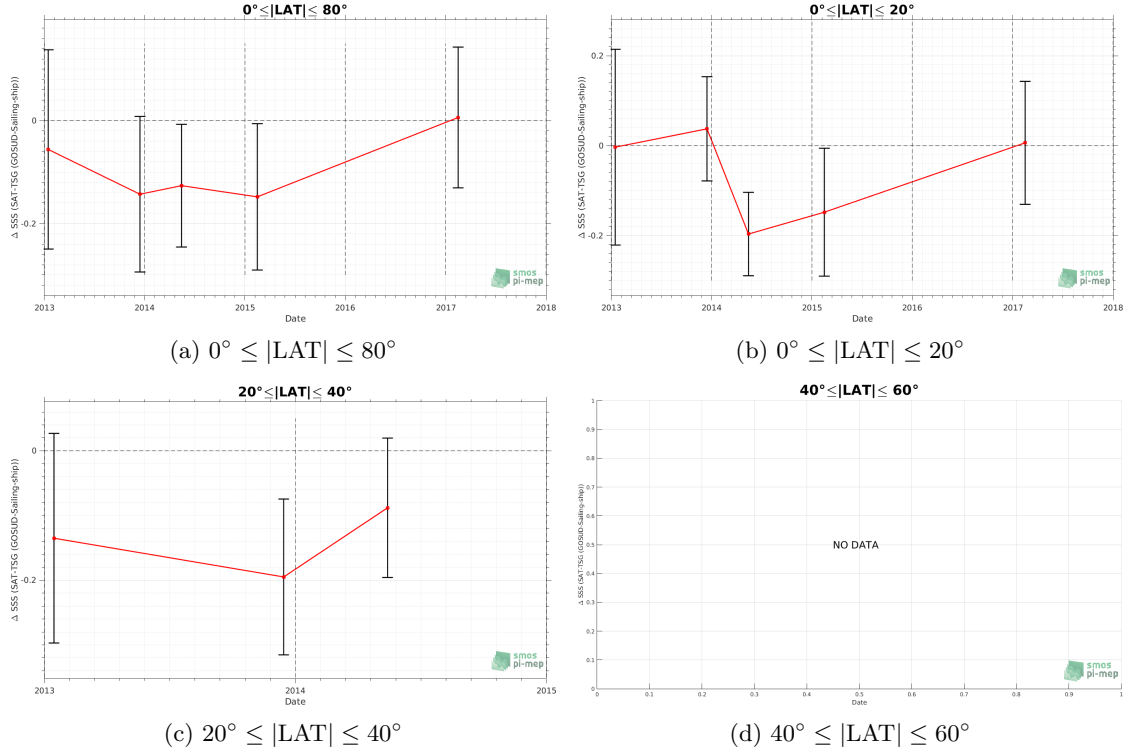 0°≤|LAT|≤ 80°
0
-0.2
Δ SSS (SAT-TSG (GOSUD-Sailing-ship))
2013 2014 2015 2016 2017 2018
Date
smos
pi-mep
(a) 0° ≤ |LAT| ≤ 80°
0°≤|LAT|≤ 20°
0.2
0
-0.2
Δ SSS (SAT-TSG (GOSUD-Sailing-ship))
2013 2014 2015 2016 2017 2018
Date
smos
pi-mep
(b) 0° ≤ |LAT| ≤ 20°
20°≤|LAT|≤ 40°
0
-0.2
Δ SSS (SAT-TSG (GOSUD-Sailing-ship))
2013 2014 2015
Date
smos
pi-mep
(c) 20° ≤ |LAT| ≤ 40°
40°≤|LAT|≤ 60°
1
0.9
0.8
0.7
0.6
0.5
0.4
0.3
0.2
0.1
0
Δ SSS (SAT-TSG (GOSUD-Sailing-ship))
NO DATA
0 0.1 0.2 0.3 0.4 0.5 0.6 0.7 0.8 0.9 1
Date
smos
pi-mep
(d) 40° ≤ |LAT| ≤ 60°